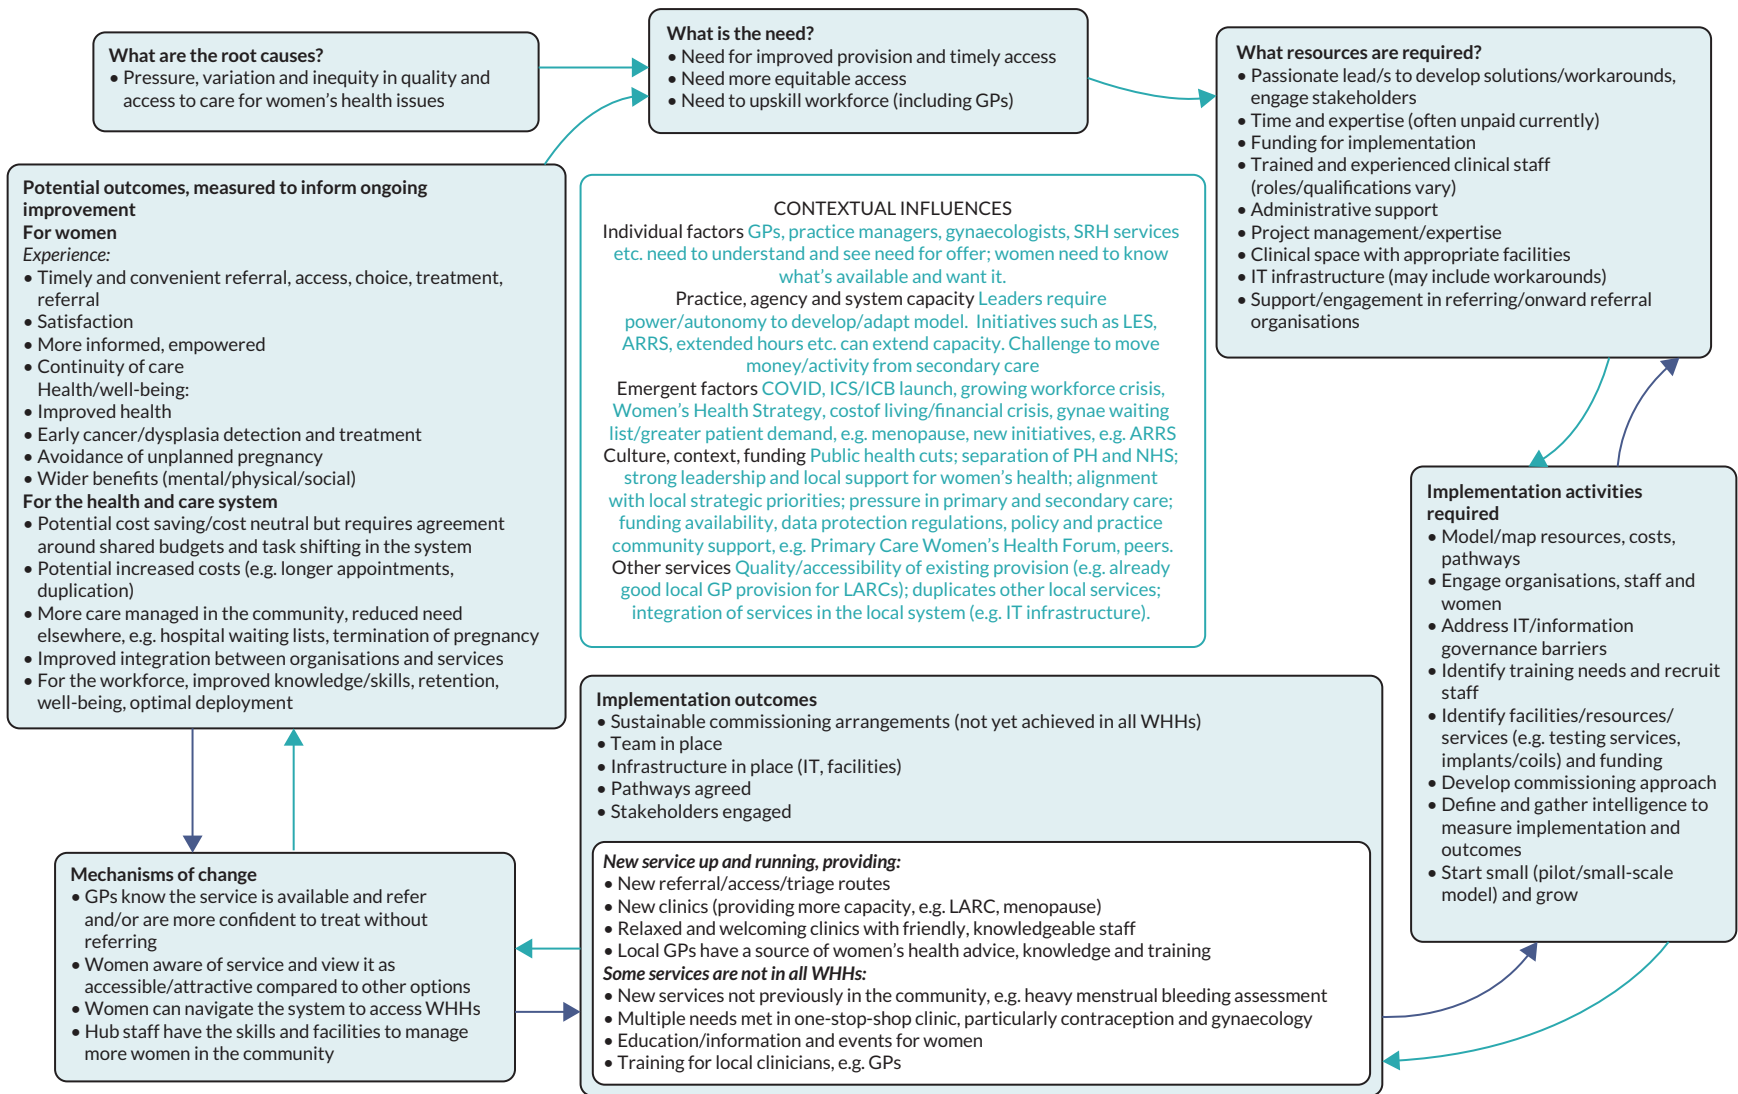 What are the root causes?
• Pressure, variation and inequity in quality and
access to care for women's health issues
What is the need?
• Need for improved provision and timely access
• Need more equitable access
• Need to upskill workforce (including GPs)
What resources are required?
• Passionate lead/s to develop solutions/workarounds,
engage stakeholders
• Time and expertise (often unpaid currently)
• Funding for implementation
• Trained and experienced clinical staff
(roles/qualifications vary)
• Administrative support
• Project management/expertise
• Clinical space with appropriate facilities
• IT infrastructure (may include workarounds)
• Support/engagement in referring/onward referral
organisations
Potential outcomes, measured to inform ongoing
improvement
For women
Experience:
• Timely and convenient referral, access, choice, treatment,
referral
• Satisfaction
• More informed, empowered
• Continuity of care
Health/well-being:
• Improved health
• Early cancer/dysplasia detection and treatment
• Avoidance of unplanned pregnancy
• Wider benefits (mental/physical/social)
For the health and care system
• Potential cost saving/cost neutral but requires agreement
around shared budgets and task shifting in the system
• Potential increased costs (e.g. longer appointments,
duplication)
• More care managed in the community, reduced need
elsewhere, e.g. hospital waiting lists, termination of pregnancy
• Improved integration between organisations and services
• For the workforce, improved knowledge/skills, retention,
well-being, optimal deployment
CONTEXTUAL INFLUENCES
Individual factors GPs, practice managers, gynaecologists, SRH services
etc. need to understand and see need for offer; women need to know
what's available and want it.
Practice, agency and system capacity Leaders require
power/autonomy to develop/adapt model. Initiatives such as LES,
ARRS, extended hours etc. can extend capacity. Challenge to move
money/activity from secondary care
Emergent factors COVID, ICS/ICB launch, growing workforce crisis,
Women's Health Strategy, costof living/financial crisis, gynae waiting
list/greater patient demand, e.g. menopause, new initiatives, e.g. ARRS
Culture, context, funding Public health cuts; separation of PH and NHS;
strong leadership and local support for women's health; alignment
with local strategic priorities; pressure in primary and secondary care;
funding availability, data protection regulations, policy and practice
community support, e.g. Primary Care Women's Health Forum, peers.
Other services Quality/accessibility of existing provision (e.g. already
good local GP provision for LARCs); duplicates other local services;
integration of services in the local system (e.g. IT infrastructure).
Implementation activities
required
• Model/map resources, costs,
pathways
• Engage organisations, staff and
women
• Address IT/information
governance barriers
• Identify training needs and recruit
staff
• Identify facilities/resources/
services (e.g. testing services,
implants/coils) and funding
• Develop commissioning approach
• Define and gather intelligence to
measure implementation and
outcomes
• Start small (pilot/small-scale
model) and grow
Implementation outcomes
• Sustainable commissioning arrangements (not yet achieved in all WHHs)
• Team in place
• Infrastructure in place (IT, facilities)
• Pathways agreed
• Stakeholders engaged
New service up and running, providing:
• New referral/access/triage routes
• New clinics (providing more capacity, e.g. LARC, menopause)
• Relaxed and welcoming clinics with friendly, knowledgeable staff
• Local GPs have a source of women's health advice, knowledge and training
Some services are not in all WHHs:
• New services not previously in the community, e.g. heavy menstrual bleeding assessment
• Multiple needs met in one-stop-shop clinic, particularly contraception and gynaecology
• Education/information and events for women
• Training for local clinicians, e.g. GPs
Mechanisms of change
• GPs know the service is available and refer
and/or are more confident to treat without
referring
• Women aware of service and view it as
accessible/attractive compared to other options
• Women can navigate the system to access WHHs
• Hub staff have the skills and facilities to manage
more women in the community